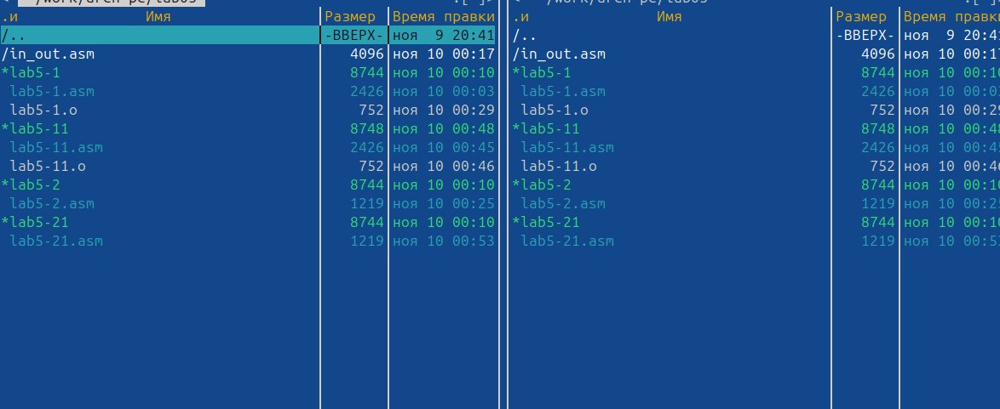 .и Имя Размер Время правки
/.. -ВВЕРХ- ноя 9 20:41
/in_out.asm 4096 ноя 10 00:17
*lab5-1 8744 ноя 10 00:10
lab5-1.asm 2426 ноя 10 00:03
lab5-1.o 752 ноя 10 00:29
*lab5-11 8748 ноя 10 00:48
lab5-11.asm 2426 ноя 10 00:45
lab5-11.o 752 ноя 10 00:46
*lab5-2 8744 ноя 10 00:10
lab5-2.asm 1219 ноя 10 00:25
*lab5-21 8744 ноя 10 00:10
lab5-21.asm 1219 ноя 10 00:53
.и Имя Размер Время правки
/.. -ВВЕРХ- ноя 9 20:4
/in_out.asm 4096 ноя 10 00:1
*lab5-1 8744 ноя 10 00:1
lab5-1.asm 2426 ноя 10 00:0
lab5-1.o 752 ноя 10 00:2
*lab5-11 8748 ноя 10 00:4
lab5-11.asm 2426 ноя 10 00:4
lab5-11.o 752 ноя 10 00:4
*lab5-2 8744 ноя 10 00:1
lab5-2.asm 1219 ноя 10 00:2
*lab5-21 8744 ноя 10 00:1
lab5-21.asm 1219 ноя 10 00:5